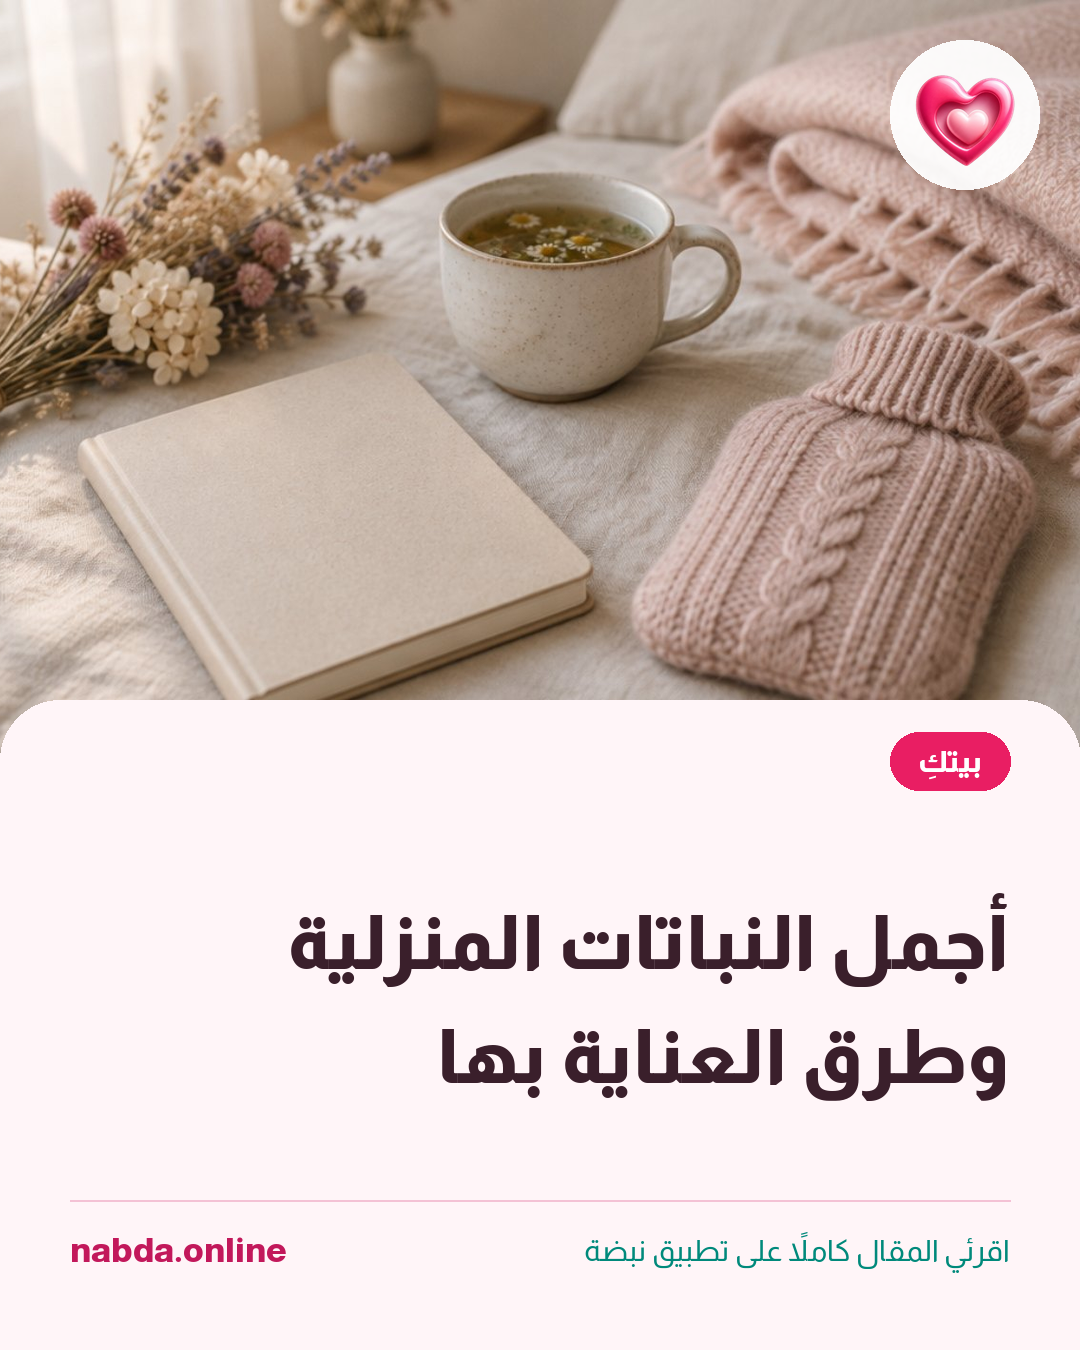 بيتكِ
أجمل النباتات المنزلية
وطرق العناية بها
اقرئي المقال كاملًا على تطبيق نبضة
nabda.online